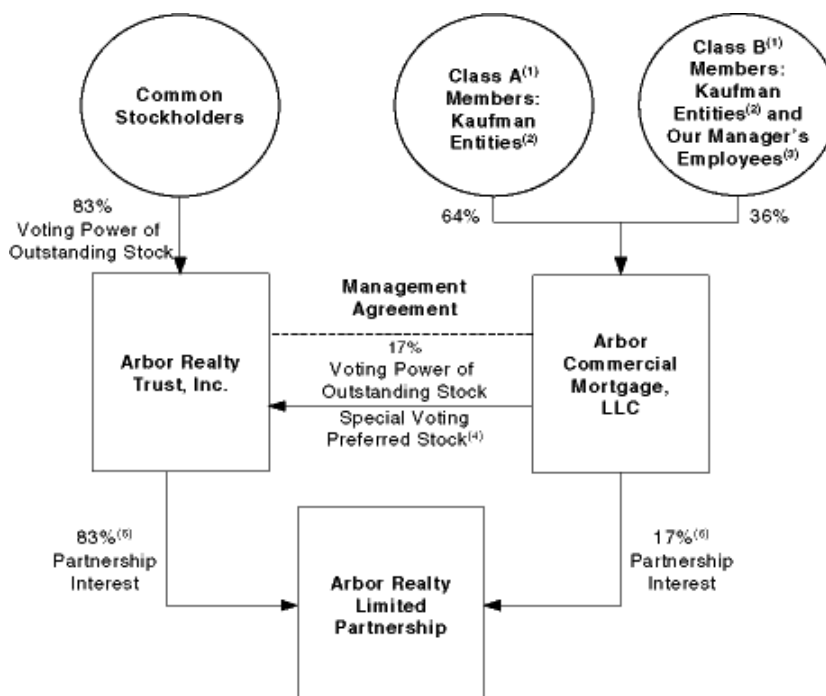 Common
Stockholders
Class A(1)
Members:
Kaufman
Entities(2)
Class B(1)
Members:
Kaufman
Entities(2) and
Our Manager's
Employees(3)
83%
Voting Power of
Outstanding Stock
64%
36%
Arbor Realty
Trust, Inc.
Management
Agreement
17%
Voting Power of
Outstanding Stock
Special Voting
Preferred Stock(4)
Arbor
Commercial
Mortgage,
LLC
83%(5)
Partnership
Interest
Arbor Realty
Limited
Partnership
17%(6)
Partnership
Interest